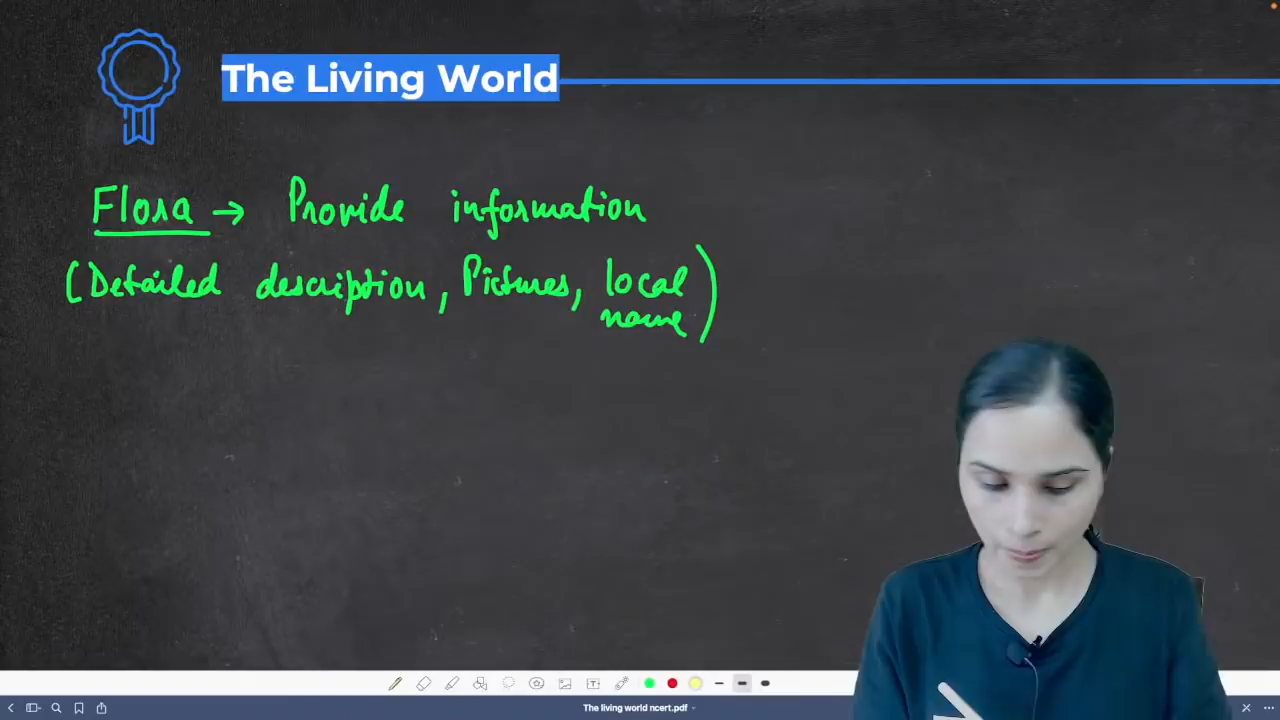 The Living World
Flora → Provide information
(Detailed description, Pictures, local
name)
The living world ncert.pdf